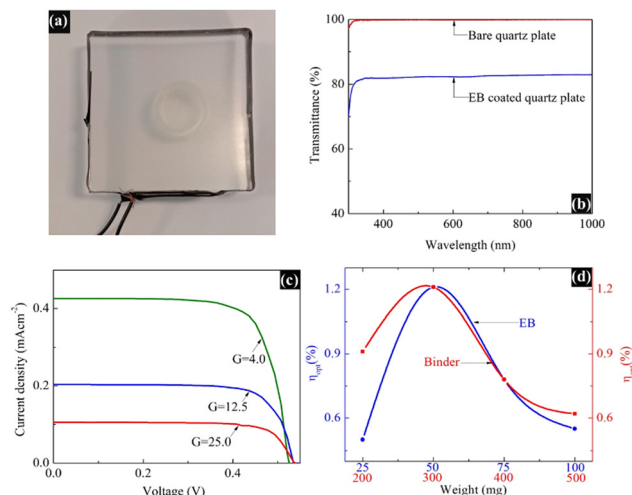 (a)
100
80
60
40
Transmittance (%)
Bare quartz plate
EB coated quartz plate
400 600 800 1000
Wavelength (nm)
(b)
(c)
0.4
0.2
0.0
Current density (mAcm-2)
G=4.0
G=12.5
G=25.0
0.0 0.2 0.4
Voltage (V)
(d)
1.2
0.9
0.6
ηopt(%)
EB
Binder
1.2
0.9
0.6
25 50 75 100
200 300 400 500
Weight (mg)